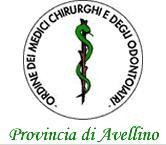 ORDINE DEI MEDICI CHIRURGHI E DEGLI ODONTOIATRI
Provincia di Avellino